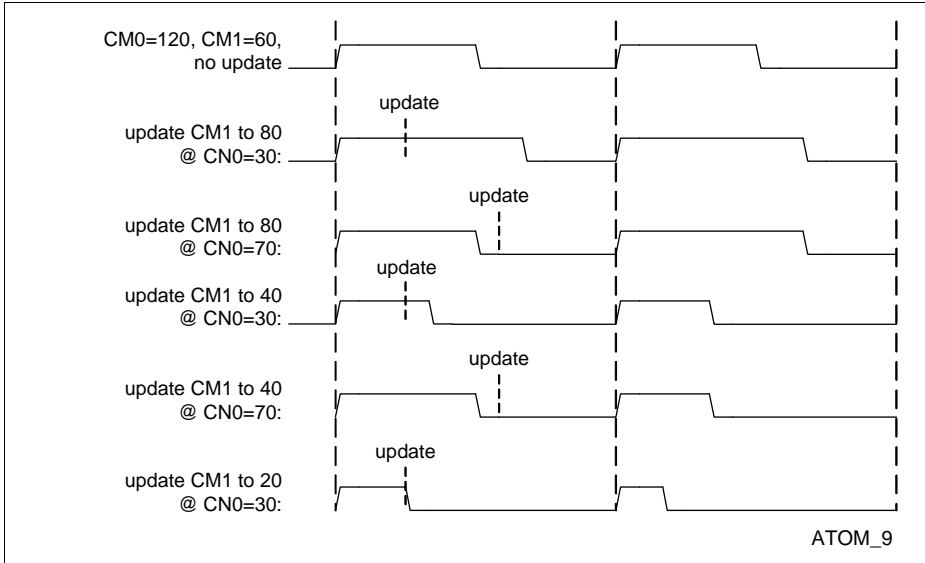 CM0=120, CM1=60,
no update
update
update CM1 to 80
@ CN0=30:
update
update CM1 to 80
@ CN0=70:
update
update CM1 to 40
@ CN0=30:
update
update CM1 to 40
@ CN0=70:
update
update CM1 to 20
@ CN0=30:
ATOM_9